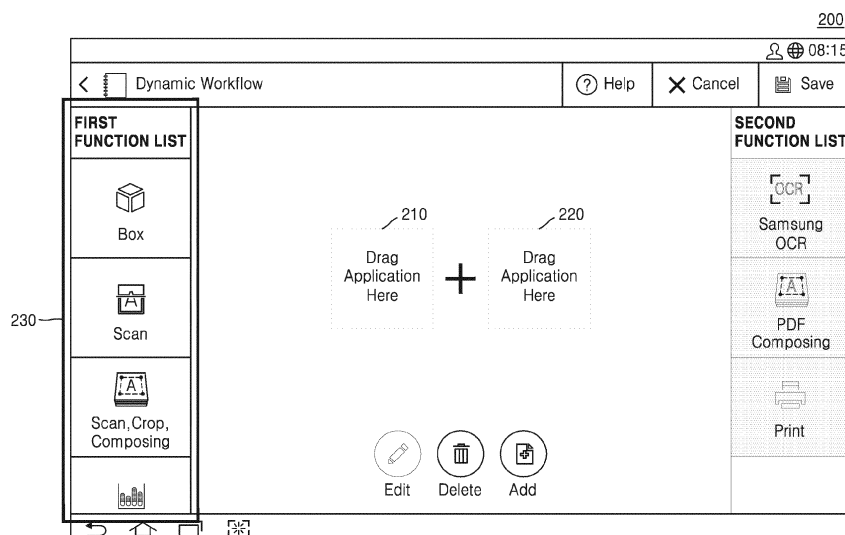 200
08:15
Dynamic Workflow
Help
Cancel
Save
FIRST
FUNCTION LIST
SECOND
FUNCTION LIST
210
220
230
Box
Scan
A
Scan,Crop,
Composing
A
Drag
Application
Here
+
Drag
Application
Here
OCR
Samsung
OCR
A
PDF
Composing
Print
Edit
Delete
Add